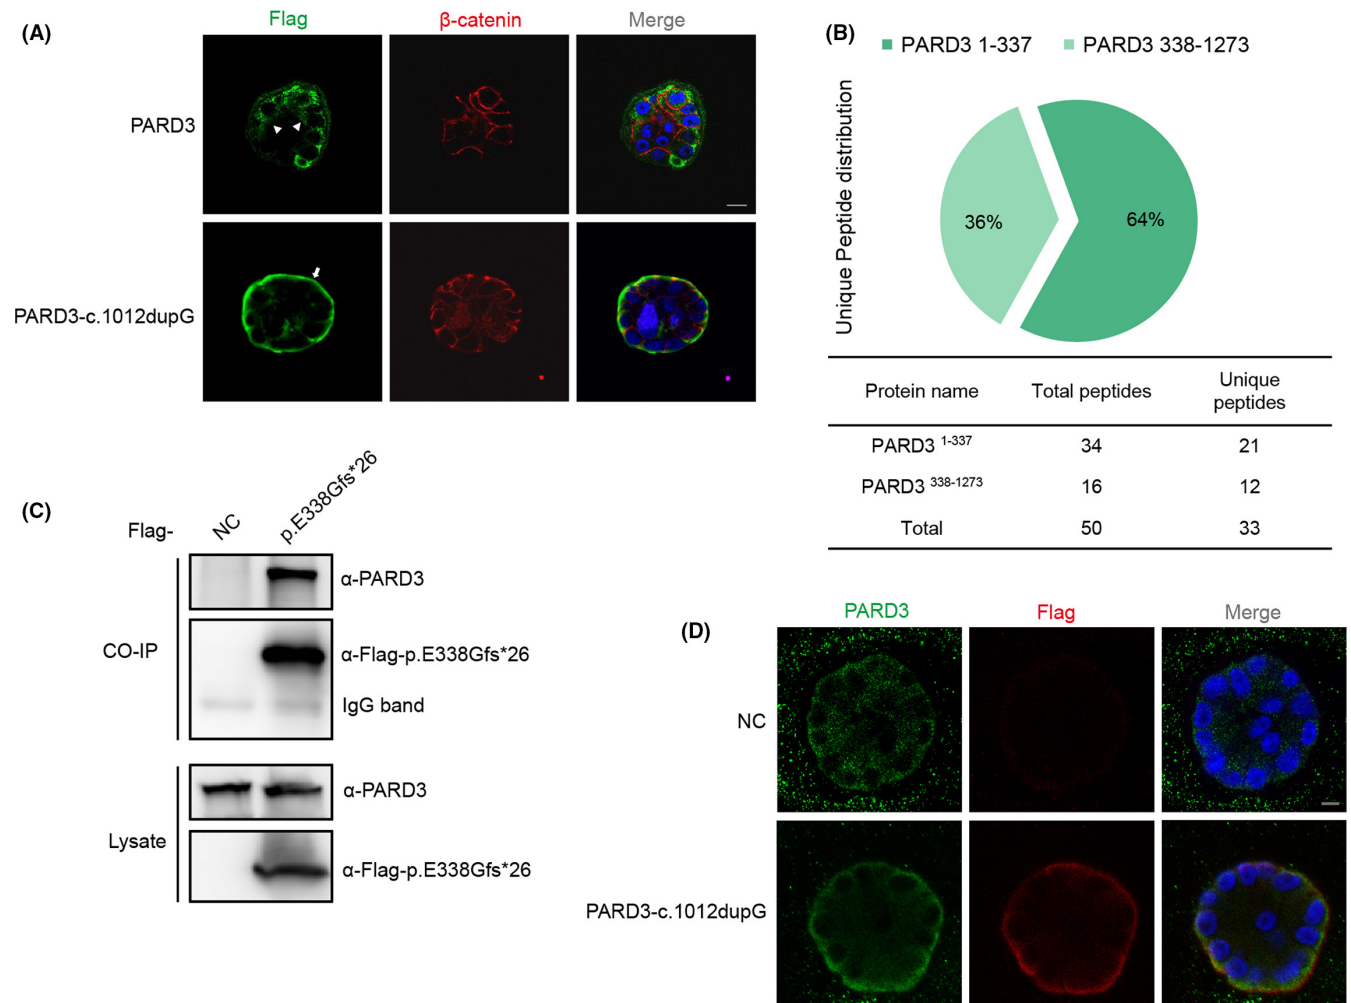 (A)
Flag β-catenin Merge
PARD3
PARD3-c.1012dupG
(B)
PARD3 1-337 PARD3 338-1273
Unique Peptide distribution
36% 64%
Protein name Total peptides Unique peptides
PARD3 1-337 34 21
PARD3 338-1273 16 12
Total 50 33
(C)
Flag- NC p.E338Gfs*26
CO-IP
α-PARD3
α-Flag-p.E338Gfs*26
IgG band
Lysate
α-PARD3
α-Flag-p.E338Gfs*26
(D)
PARD3 Flag Merge
NC
PARD3-c.1012dupG